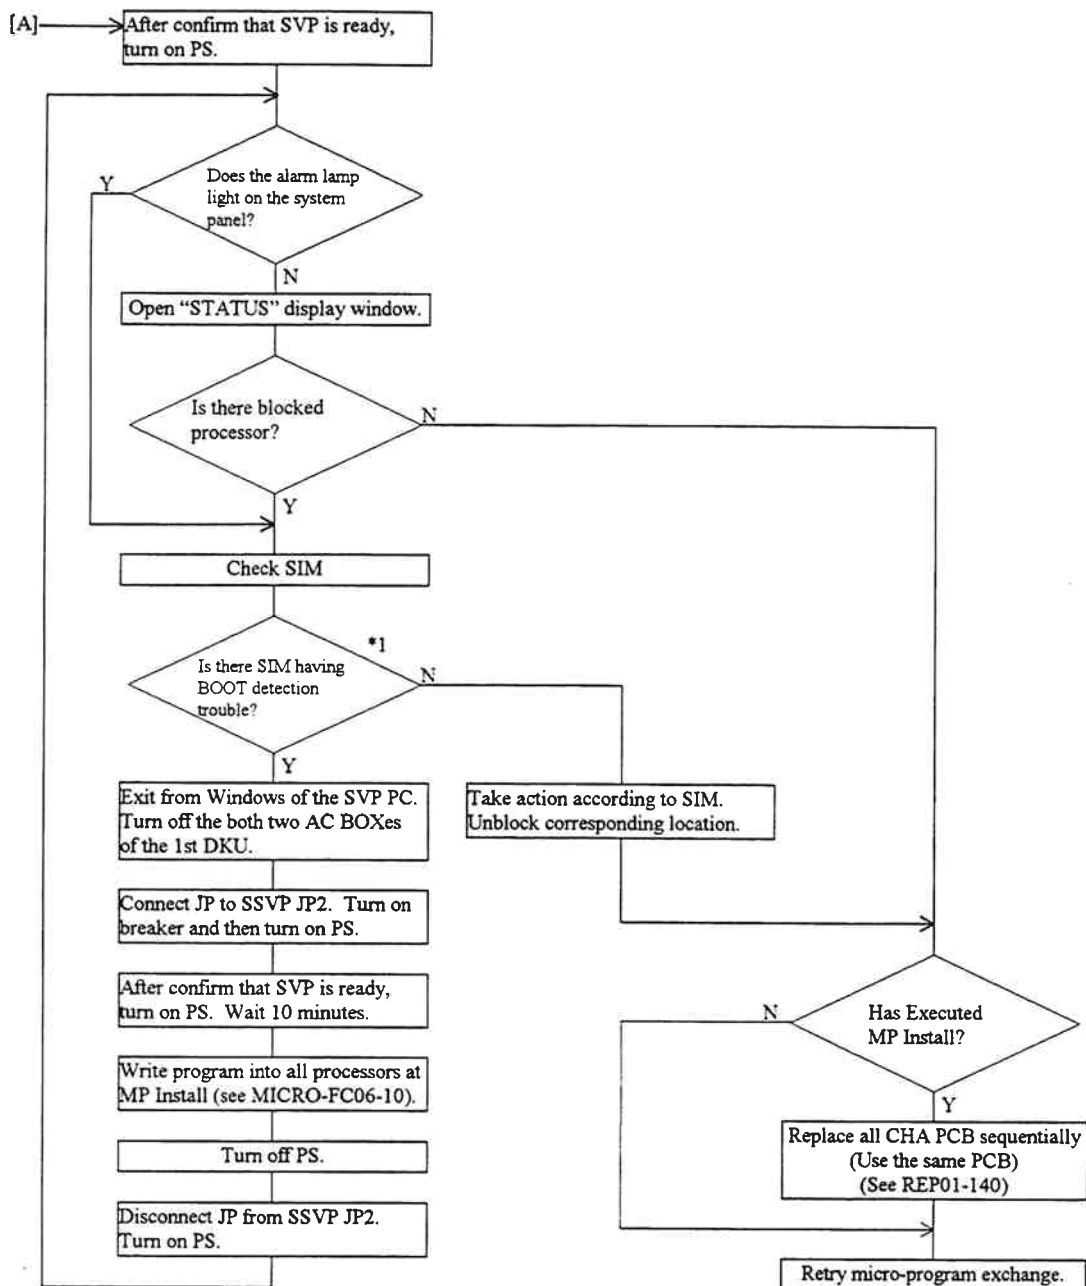 [A]
After confirm that SVP is ready,
turn on PS.
Does the alarm lamp
light on the system
panel?
Y
N
Open “STATUS” display window.
Is there blocked
processor?
N
Y
Check SIM
*1
Is there SIM having
BOOT detection
trouble?
N
Y
Exit from Windows of the SVP PC.
Turn off the both two AC BOXes
of the 1st DKU.
Take action according to SIM.
Unblock corresponding location.
Connect JP to SSVP JP2. Turn on
breaker and then turn on PS.
After confirm that SVP is ready,
turn on PS. Wait 10 minutes.
Has Executed
MP Install?
N
Y
Write program into all processors at
MP Install (see MICRO-FC06-10).
Turn off PS.
Replace all CHA PCB sequentially
(Use the same PCB)
(See REP01-140)
Disconnect JP from SSVP JP2.
Turn on PS.
Retry micro-program exchange.